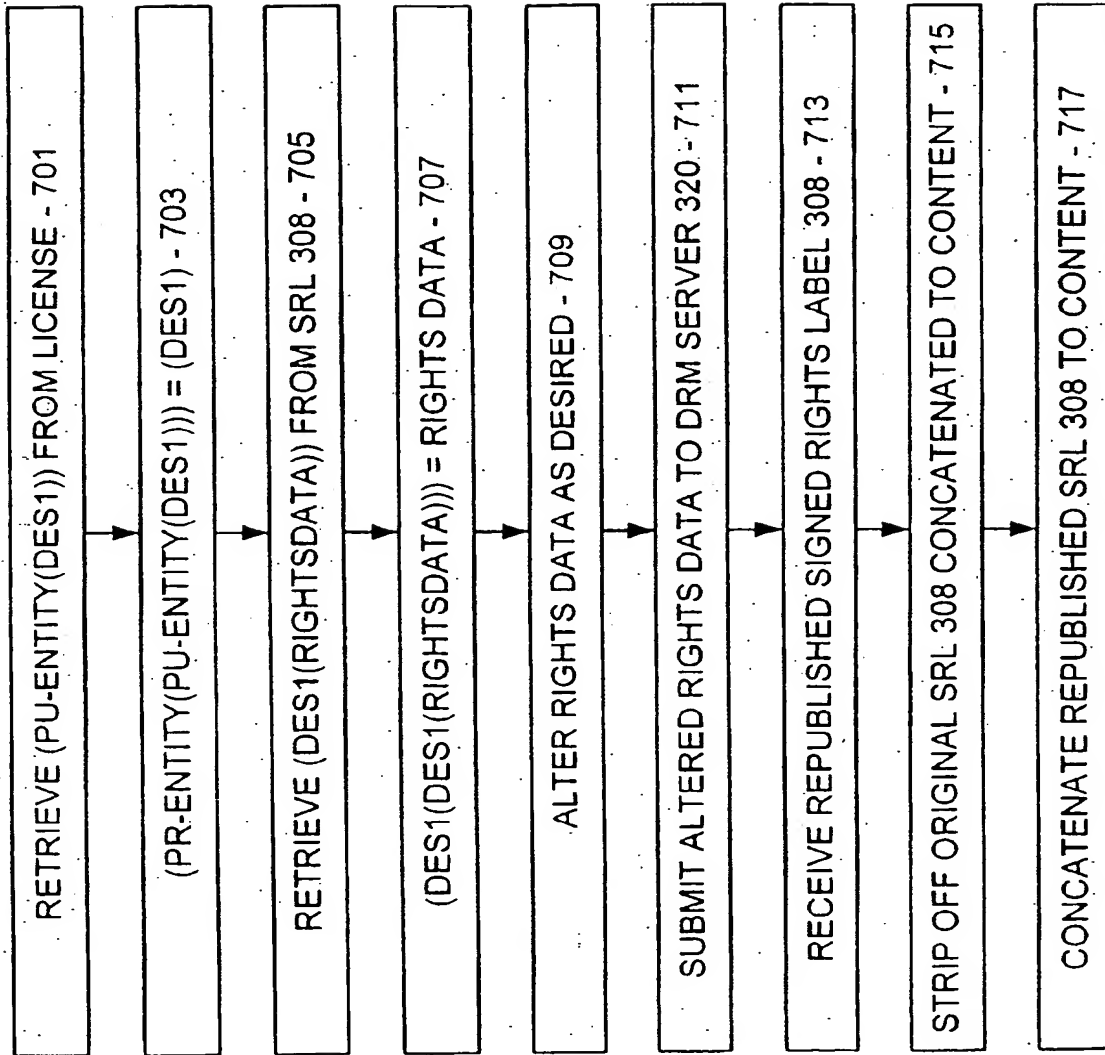 RETRIEVE (PU-ENTITY(DES1)) FROM LICENSE - 701
(PR-ENTITY(PU-ENTITY(DES1))) = (DES1) - 703
RETRIEVE (DES1(RIGHTSDATA)) FROM SRL 308 - 705
(DES1(DES1(RIGHTSDATA))) = RIGHTS DATA - 707
ALTER RIGHTS DATA AS DESIRED - 709
SUBMIT ALTERED RIGHTS DATA TO DRM SERVER 320 - 711
RECEIVE REPUBLISHED SIGNED RIGHTS LABEL 308 - 713
STRIP OFF ORIGINAL SRL 308 CONCATENATED TO CONTENT - 715
CONCATENATE REPUBLISHED SRL 308 TO CONTENT - 717